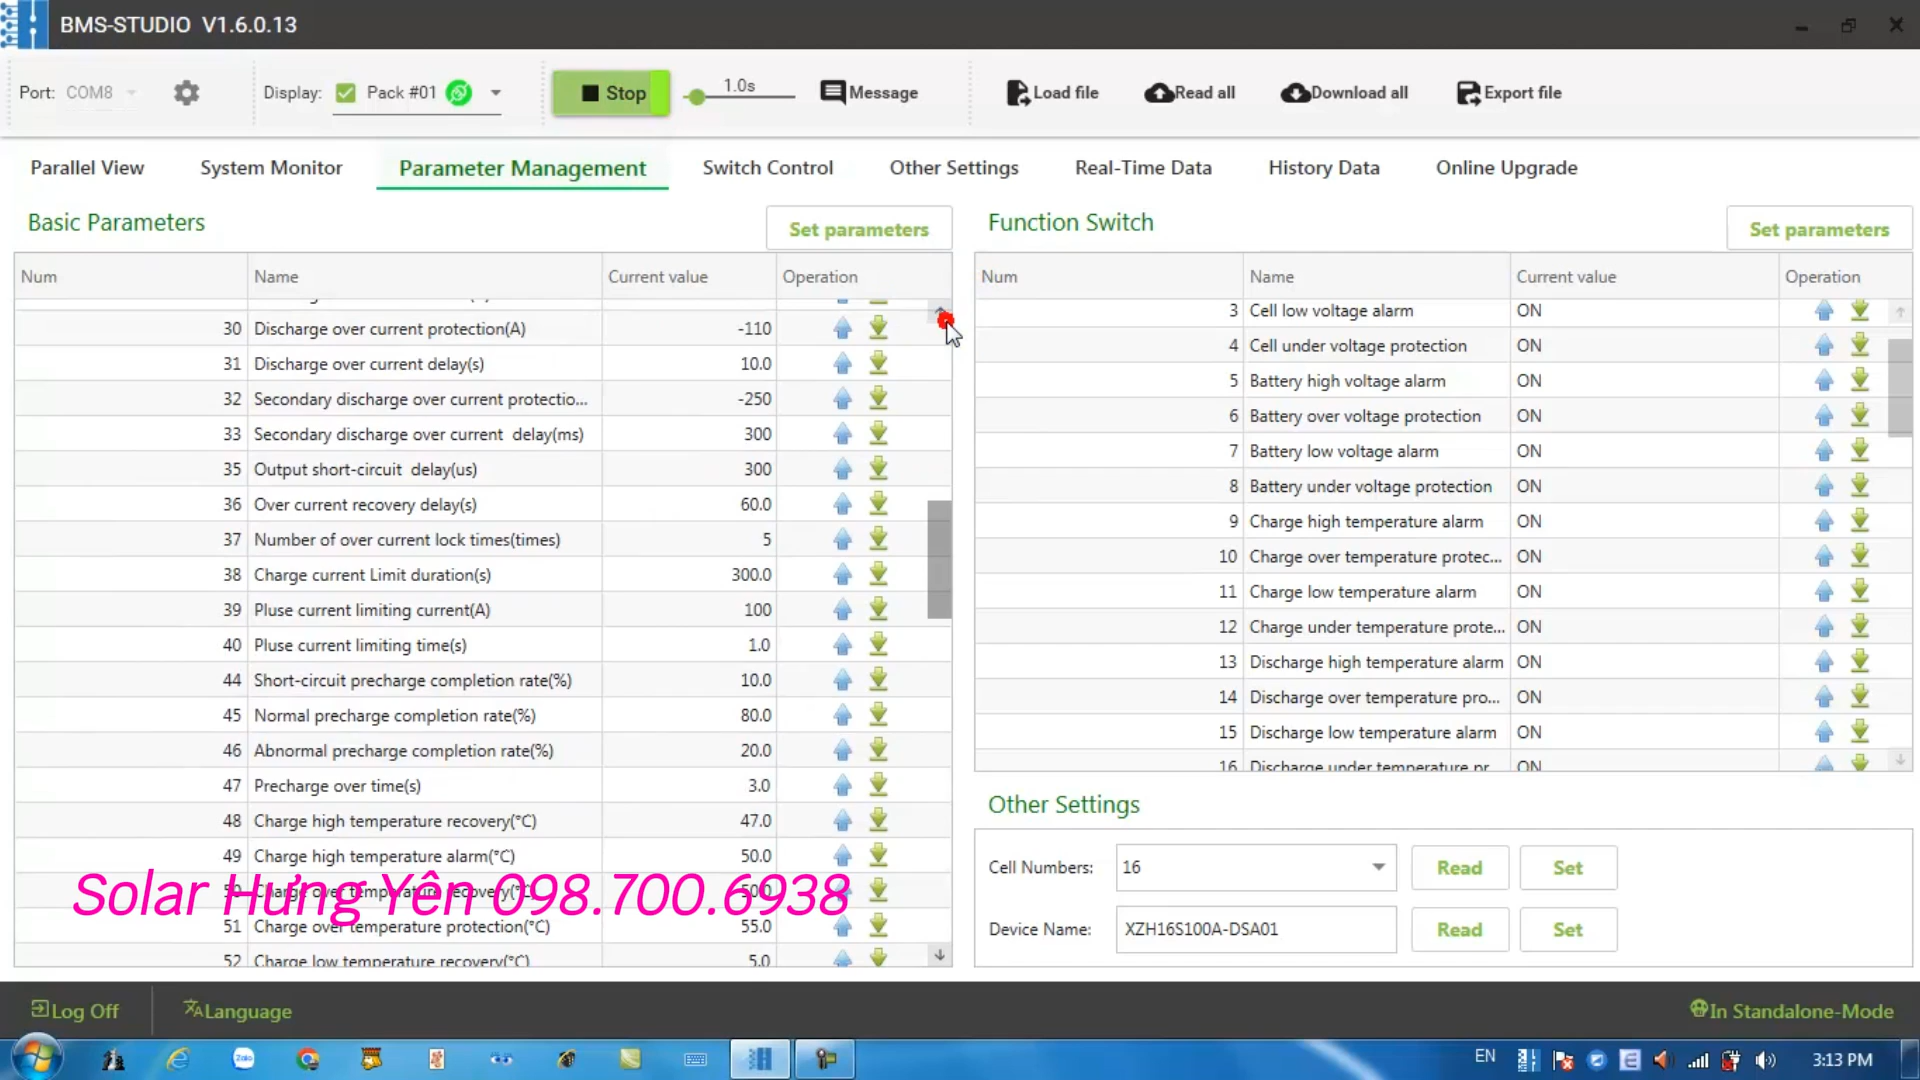 BMS-STUDIO V1.6.0.13
Port: COM8 Display: Pack #01 Stop 1.0s Message Load file Read all Download all Export file
Parallel View System Monitor Parameter Management Switch Control Other Settings Real-Time Data History Data Online Upgrade
Basic Parameters Set parameters
Num Name Current value Operation
30 Discharge over current protection(A) -110
31 Discharge over current delay(s) 10.0
32 Secondary discharge over current protectio... -250
33 Secondary discharge over current delay(ms) 300
35 Output short-circuit delay(us) 300
36 Over current recovery delay(s) 60.0
37 Number of over current lock times(times) 5
38 Charge current Limit duration(s) 300.0
39 Pluse current limiting current(A) 100
40 Pluse current limiting time(s) 1.0
44 Short-circuit precharge completion rate(%) 10.0
45 Normal precharge completion rate(%) 80.0
46 Abnormal precharge completion rate(%) 20.0
47 Precharge over time(s) 3.0
48 Charge high temperature recovery(°C) 47.0
49 Charge high temperature alarm(°C) 50.0
50 Charge over temperature recovery(°C) 50.0
Solar Hưng Yên 098.700.6938
51 Charge over temperature protection(°C) 55.0
52 Charge low temperature recovery(°C) 5.0
Function Switch Set parameters
Num Name Current value Operation
3 Cell low voltage alarm ON
4 Cell under voltage protection ON
5 Battery high voltage alarm ON
6 Battery over voltage protection ON
7 Battery low voltage alarm ON
8 Battery under voltage protection ON
9 Charge high temperature alarm ON
10 Charge over temperature protec... ON
11 Charge low temperature alarm ON
12 Charge under temperature prote... ON
13 Discharge high temperature alarm ON
14 Discharge over temperature pro... ON
15 Discharge low temperature alarm ON
16 Discharge under temperature pr... ON
Other Settings
Cell Numbers: 16 Read Set
Device Name: XZH16S100A-DSA01 Read Set
Log Off Language In Standalone-Mode
Zalo EN 3:13 PM